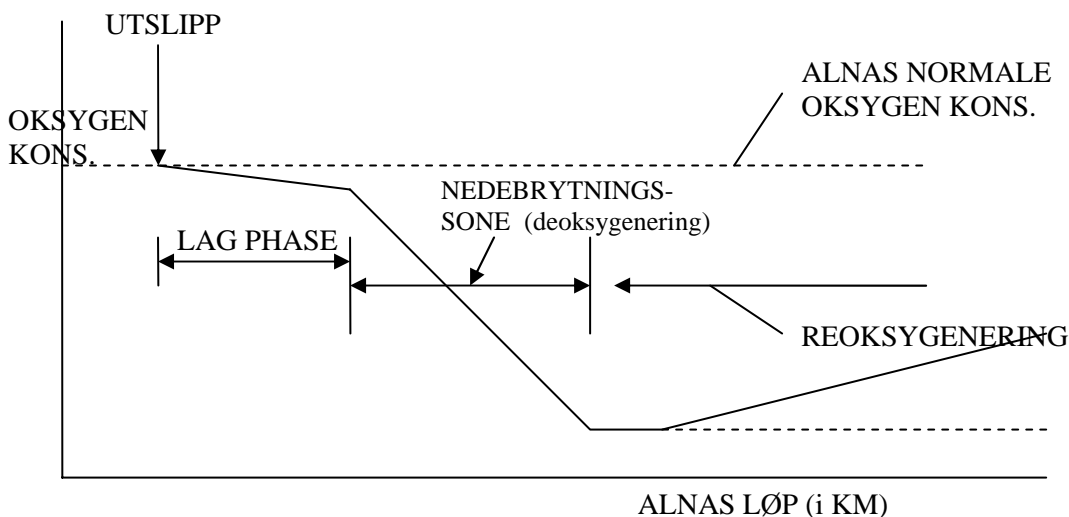 UTSLIPP
ALNAS NORMALE
OKSYGEN KONS.
OKSYGEN
KONS.
NEDEBRYTNINGS-
SONE (deoksygenering)
LAG PHASE
REOKSYGENERING
ALNAS LØP (i KM)